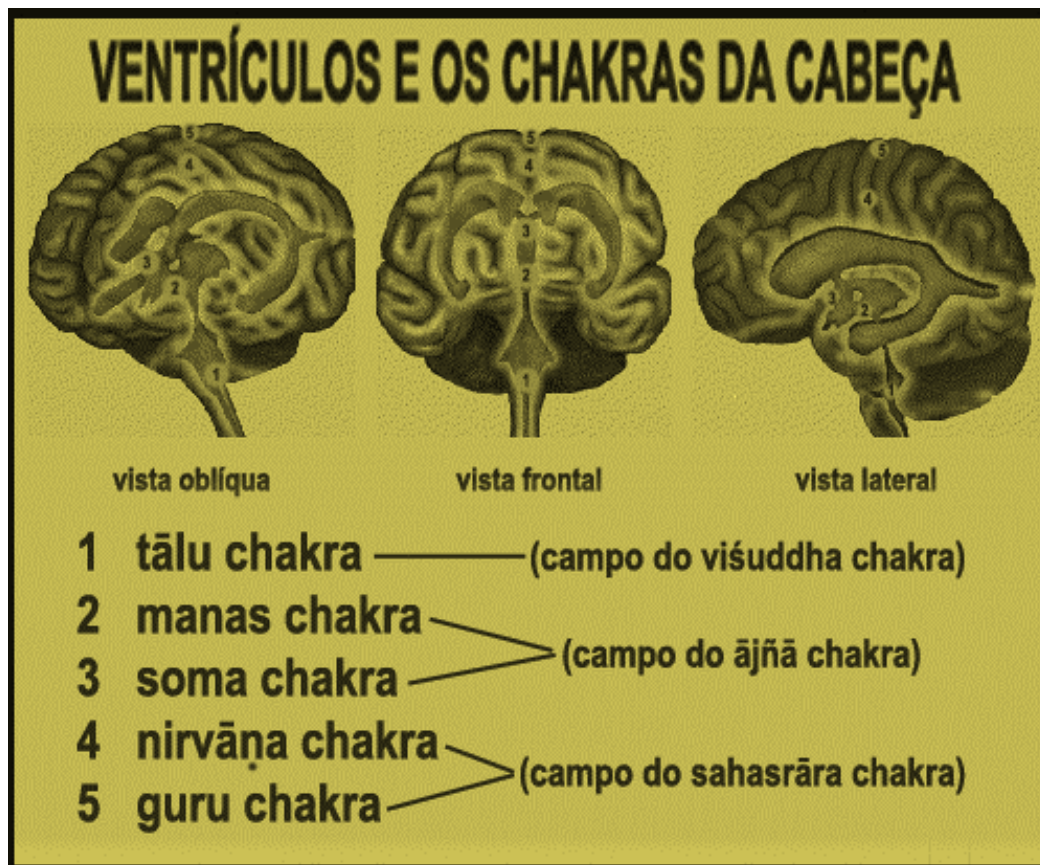 VENTRÍCULOS E OS CHAKRAS DA CABEÇA
5
4
3
2
1
5
4
3
2
1
5
4
3
2
vista oblíqua
vista frontal
vista lateral
1 tālu chakra (campo do viśuddha chakra)
2 manas chakra
(campo do ājñā chakra)
3 soma chakra
4 nirvāṇa chakra
(campo do sahasrāra chakra)
5 guru chakra